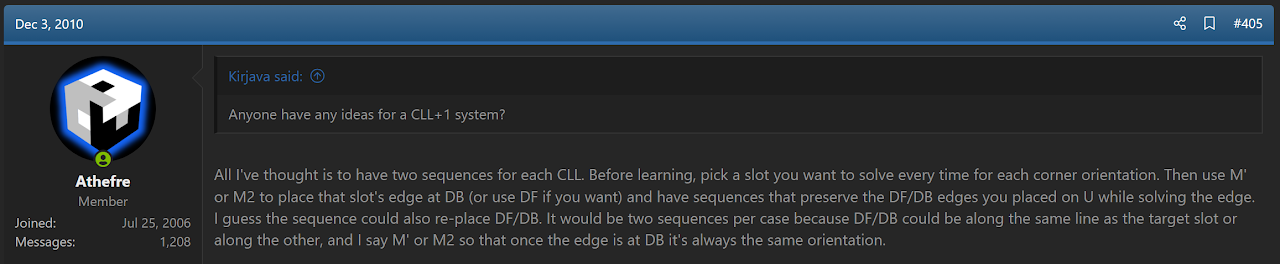 Dec 3, 2010
#405
Kirjava said:
Anyone have any ideas for a CLL+1 system?
Athefre
Member
Joined: Jul 25, 2006
Messages: 1,208
All I've thought is to have two sequences for each CLL. Before learning, pick a slot you want to solve every time for each corner orientation. Then use M'
or M2 to place that slot's edge at DB (or use DF if you want) and have sequences that preserve the DF/DB edges you placed on U while solving the edge.
I guess the sequence could also re-place DF/DB. It would be two sequences per case because DF/DB could be along the same line as the target slot or
along the other, and I say M' or M2 so that once the edge is at DB it's always the same orientation.